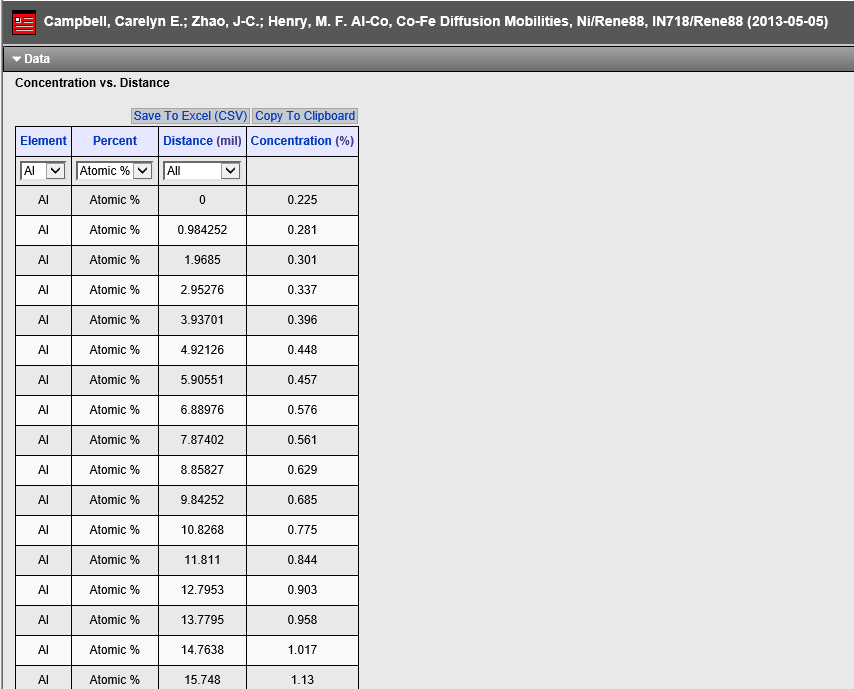 Campbell, Carelyn E.; Zhao, J-C.; Henry, M. F. Al-Co, Co-Fe Diffusion Mobilities, Ni/Rene88, IN718/Rene88 (2013-05-05)
Data
Concentration vs. Distance
Save To Excel (CSV) Copy To Clipboard
Element Percent Distance (mil) Concentration (%)
Al Atomic % All
Al Atomic % 0 0.225
Al Atomic % 0.984252 0.281
Al Atomic % 1.9685 0.301
Al Atomic % 2.95276 0.337
Al Atomic % 3.93701 0.396
Al Atomic % 4.92126 0.448
Al Atomic % 5.90551 0.457
Al Atomic % 6.88976 0.576
Al Atomic % 7.87402 0.561
Al Atomic % 8.85827 0.629
Al Atomic % 9.84252 0.685
Al Atomic % 10.8268 0.775
Al Atomic % 11.811 0.844
Al Atomic % 12.7953 0.903
Al Atomic % 13.7795 0.958
Al Atomic % 14.7638 1.017
Al Atomic % 15.748 1.13